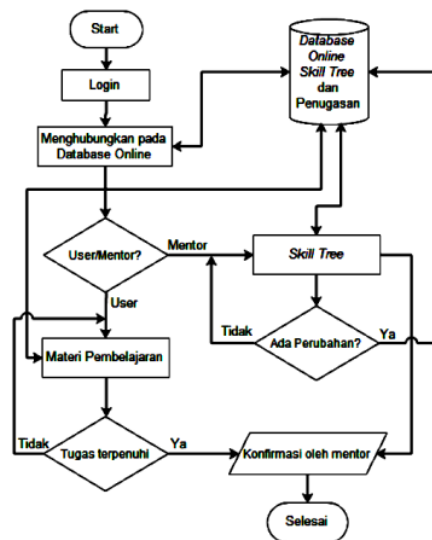 Start
Database
Online
Skill Tree
dan
Penugasan
Login
Menghubungkan pada
Database Online
User/Mentor?
Mentor
Skill Tree
User
Tidak
Ada Perubahan?
Ya
Materi Pembelajaran
Tidak
Tugas terpenuhi
Ya
Konfirmasi oleh mentor
Selesai